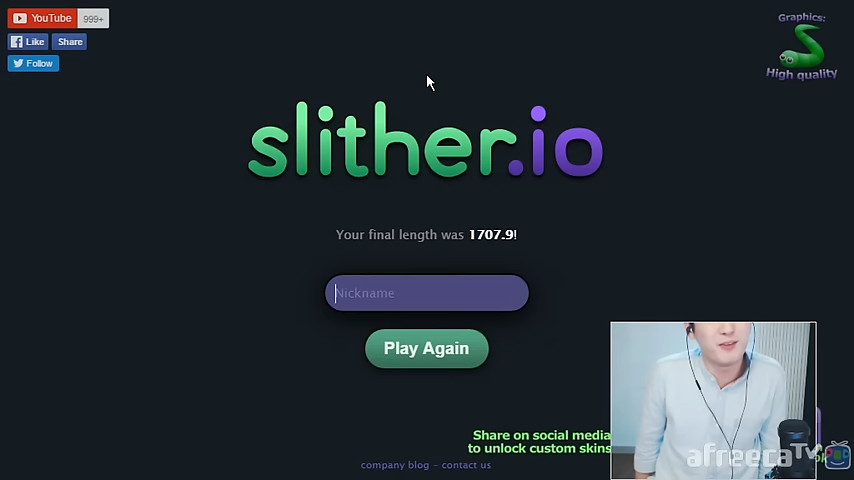 YouTube 999+
Like Share
Follow
Graphics:
High quality
slither.io
Your final length was 1707.9!
Nickname
Play Again
Share on social media
to unlock custom skins
company blog - contact us
afreecaTV